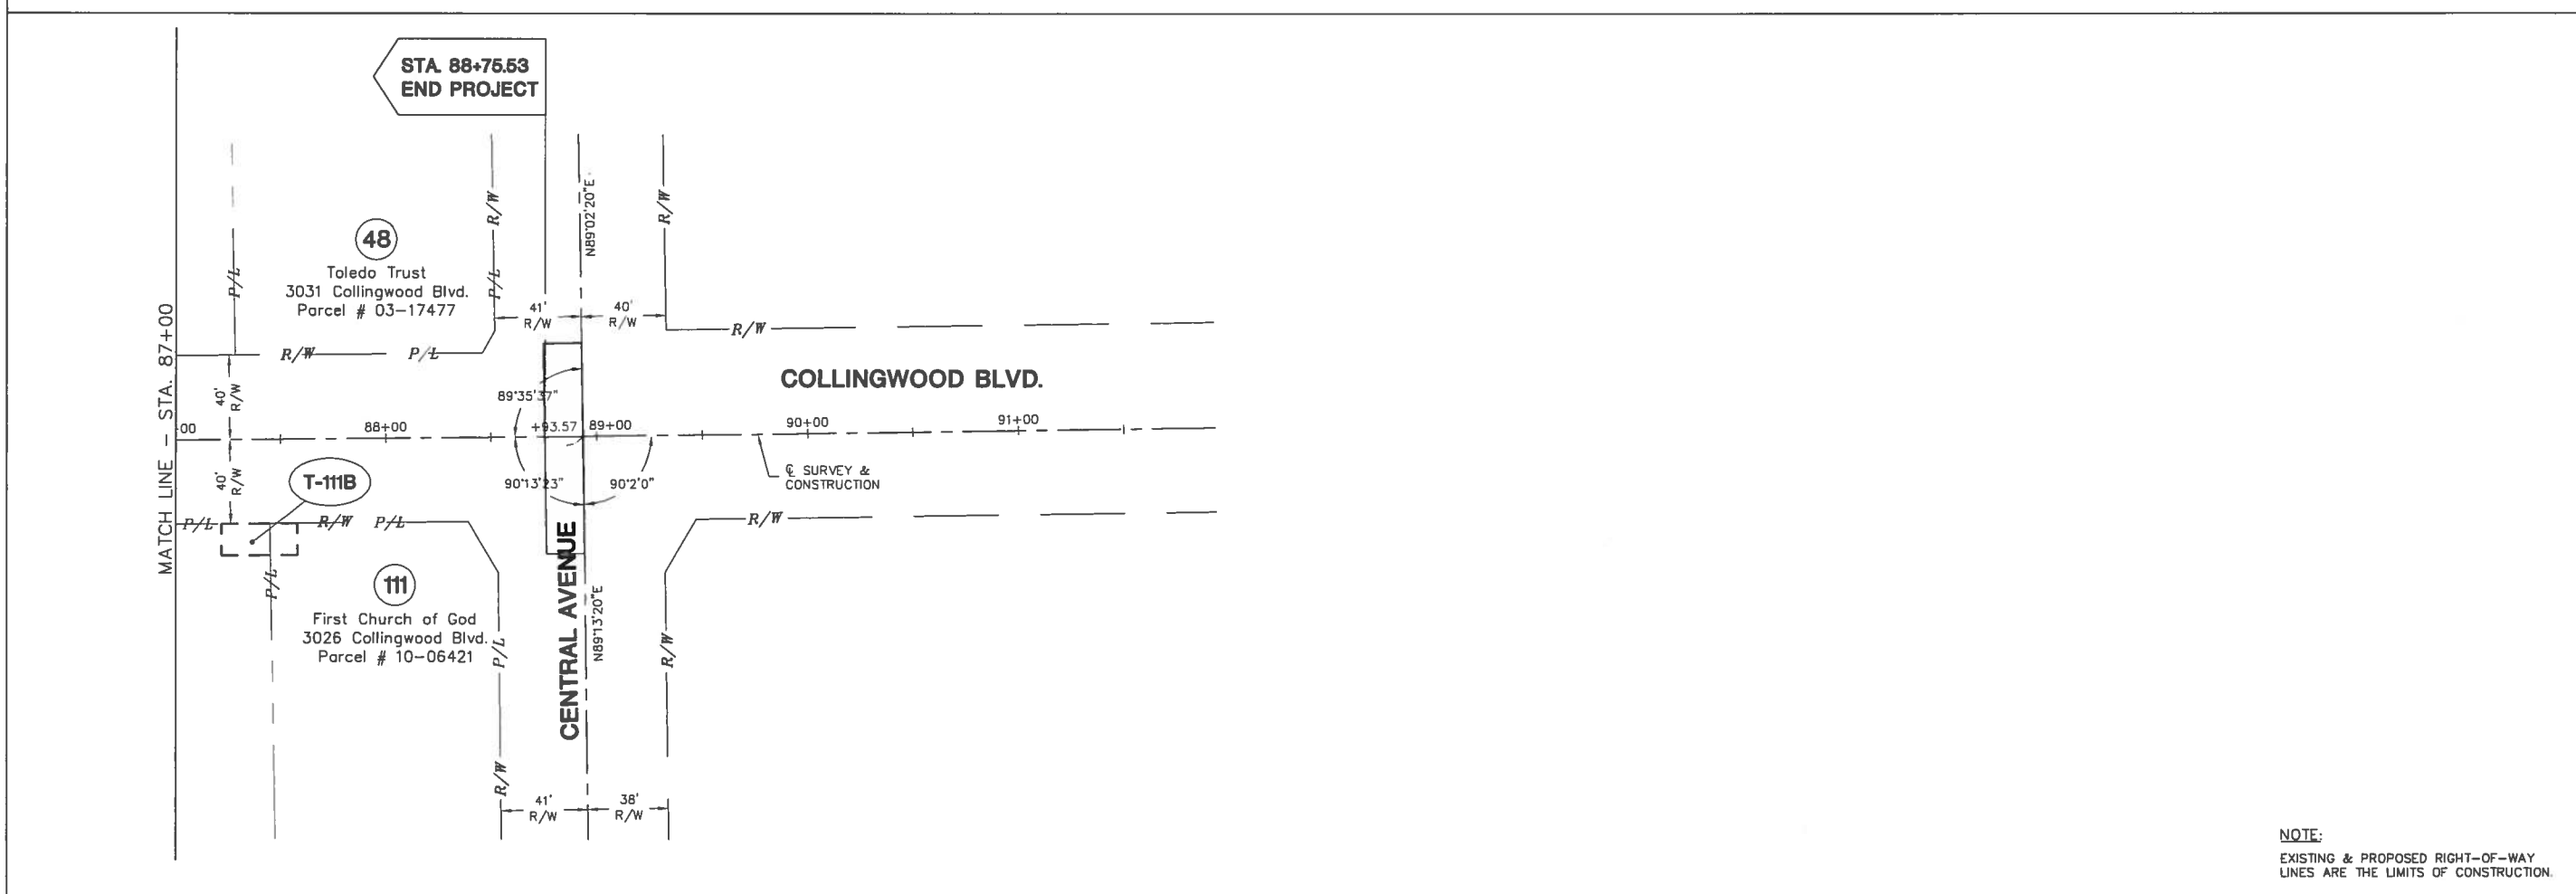 STA. 88+75.53
END PROJECT
N89°02'20"E
R/W
R/W
48
Toledo Trust
3031 Collingwood Blvd.
Parcel # 03-17477
P/L
P/L
41'
R/W
40'
R/W
R/W
R/W
P/L
MATCH LINE - STA. 87+00
40'
R/W
COLLINGWOOD BLVD.
89°35'37"
00
88+00
+93.57
89+00
90+00
91+00
40'
R/W
T-111B
90°13'23"
90°2'0"
℄ SURVEY &
CONSTRUCTION
P/L
R/W
P/L
R/W
CENTRAL AVENUE
N89°13'20"E
P/L
111
First Church of God
3026 Collingwood Blvd.
Parcel # 10-06421
P/L
R/W
R/W
41'
R/W
38'
R/W
NOTE:
EXISTING & PROPOSED RIGHT-OF-WAY
LINES ARE THE LIMITS OF CONSTRUCTION.